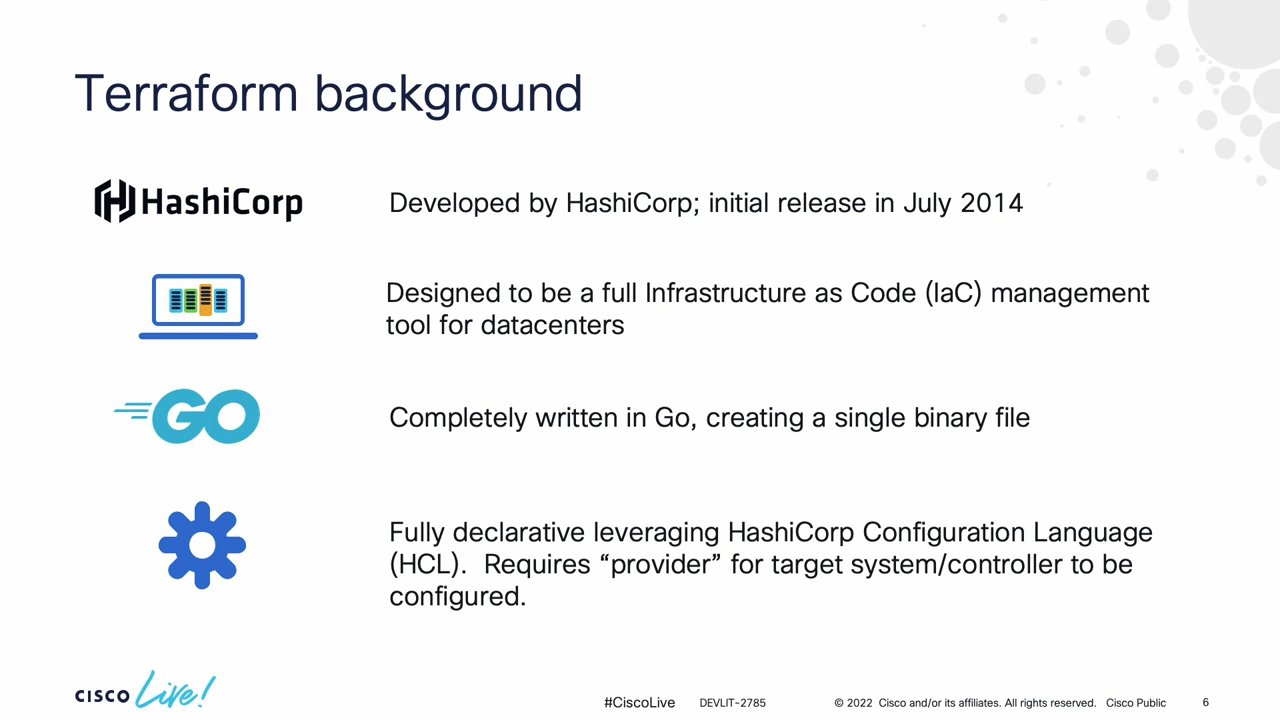 Terraform background
HashiCorp
Developed by HashiCorp; initial release in July 2014
Designed to be a full Infrastructure as Code (IaC) management
tool for datacenters
GO
Completely written in Go, creating a single binary file
Fully declarative leveraging HashiCorp Configuration Language
(HCL).  Requires “provider” for target system/controller to be
configured.
CISCO Live!
#CiscoLive
DEVLIT-2785
© 2022  Cisco and/or its affiliates. All rights reserved.   Cisco Public
6